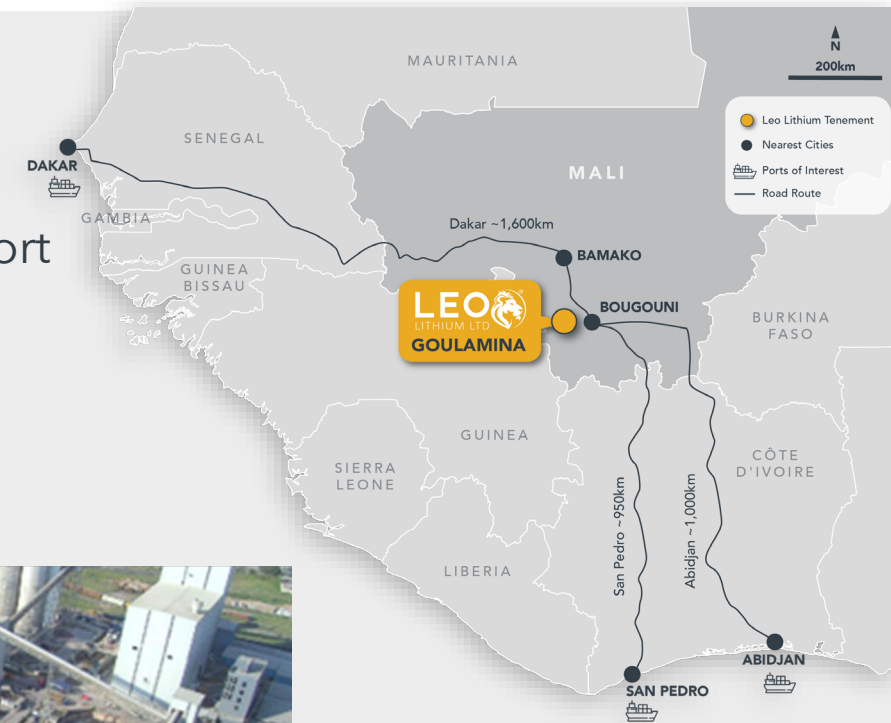 ort
N
200km
Leo Lithium Tenement
Nearest Cities
Ports of Interest
Road Route
MAURITANIA
SENEGAL
DAKAR
MALI
GAMBIA
Dakar ~1,600km
BAMAKO
GUINEA
BISSAU
LEO
LITHIUM LTD
GOULAMINA
BOUGOUNI
BURKINA
FASO
GUINEA
SIERRA
LEONE
CÔTE
D'IVOIRE
San Pedro ~950km
Abidjan ~1,000km
LIBERIA
ABIDJAN
SAN PEDRO